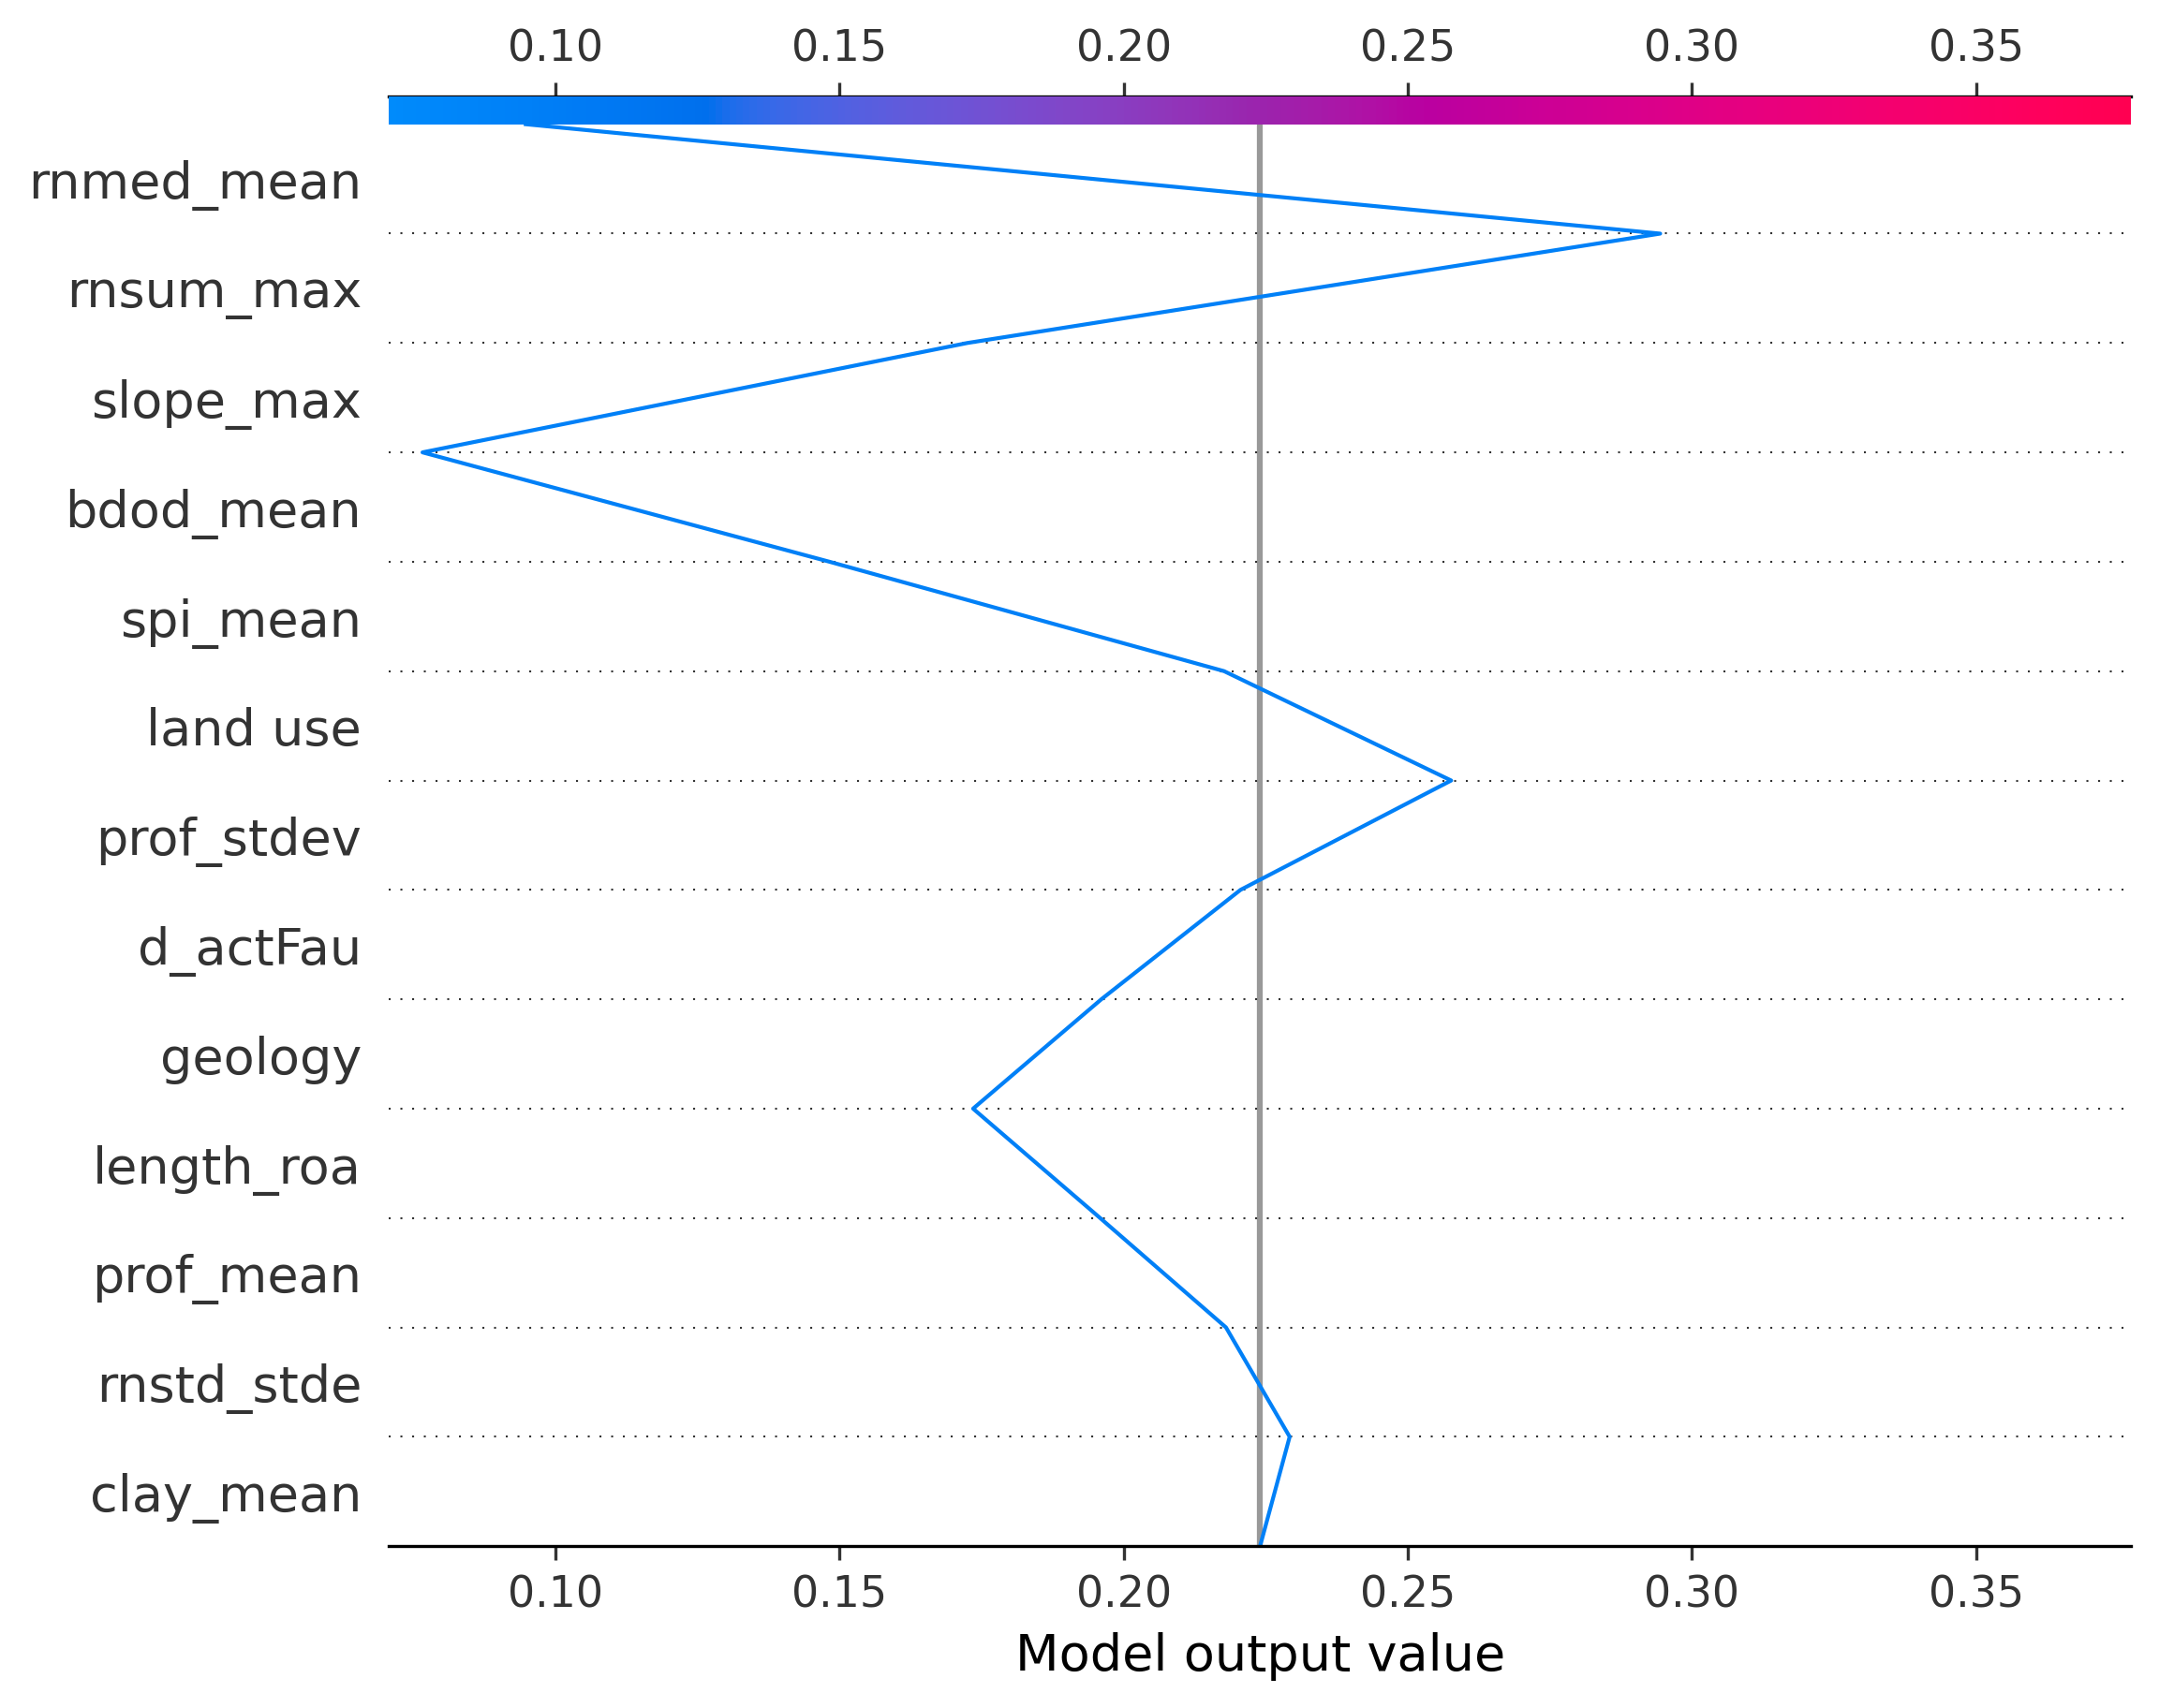 0.10 0.15 0.20 0.25 0.30 0.35
rnmed_mean
rnsum_max
slope_max
bdod_mean
spi_mean
land use
prof_stdev
d_actFau
geology
length_roa
prof_mean
rnstd_stde
clay_mean
0.10 0.15 0.20 0.25 0.30 0.35
Model output value